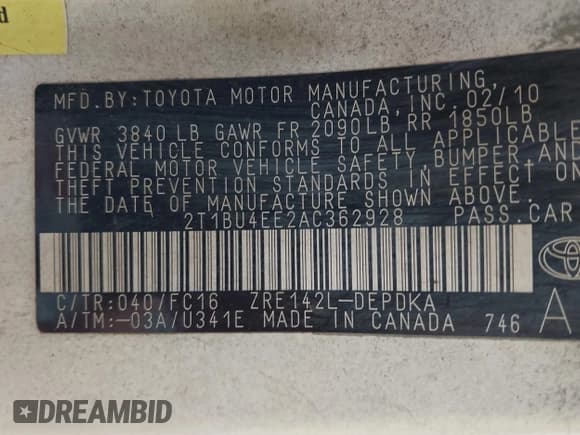 d
MFD. BY: TOYOTA MOTOR MANUFACTURING,
CANADA, INC. 02/10
GVWR 3840 LB GAWR FR 2090LB, RR 1850LB
THIS VEHICLE CONFORMS TO ALL APPLICABLE
FEDERAL MOTOR VEHICLE SAFETY, BUMPER, AND
THEFT PREVENTION STANDARDS IN EFFECT ON
THE DATE OF MANUFACTURE SHOWN ABOVE.
2T1BU4EE2AC362928 PASS. CAR
C/TR: 040/FC16 ZRE142L-DEPDKA
A/TM: -03A/U341E MADE IN CANADA 746
A
DREAMBID